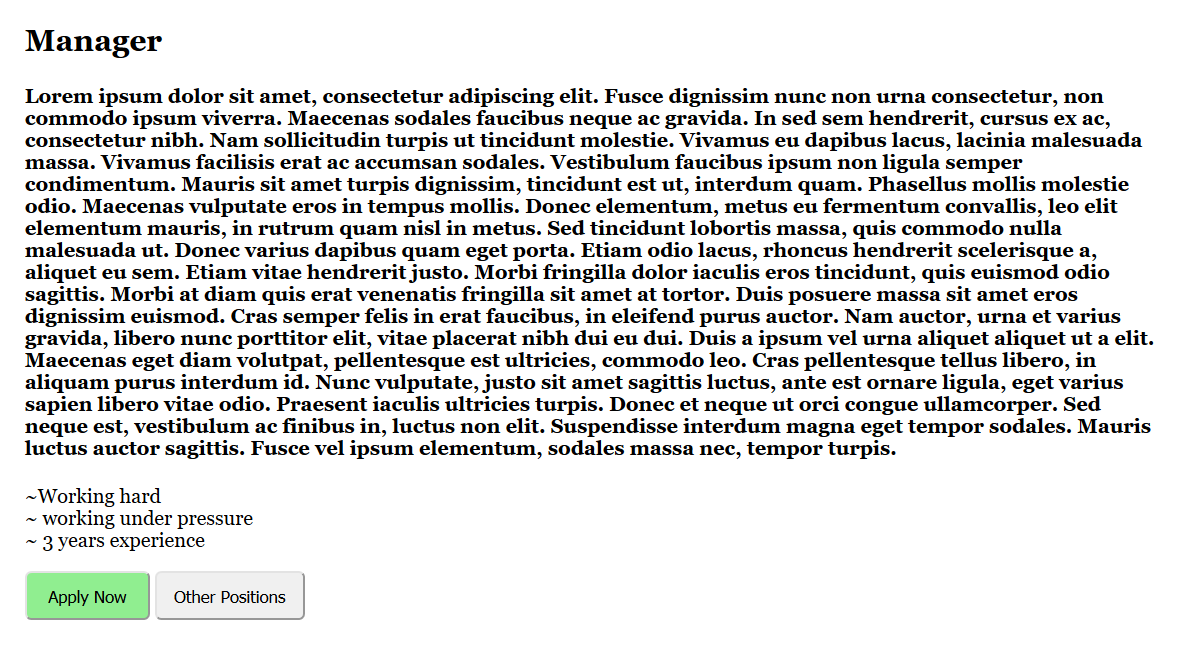 Manager
Lorem ipsum dolor sit amet, consectetur adipiscing elit. Fusce dignissim nunc non urna consectetur, non
commodo ipsum viverra. Maecenas sodales faucibus neque ac gravida. In sed sem hendrerit, cursus ex ac,
consectetur nibh. Nam sollicitudin turpis ut tincidunt molestie. Vivamus eu dapibus lacus, lacinia malesuada
massa. Vivamus facilisis erat ac accumsan sodales. Vestibulum faucibus ipsum non ligula semper
condimentum. Mauris sit amet turpis dignissim, tincidunt est ut, interdum quam. Phasellus mollis molestie
odio. Maecenas vulputate eros in tempus mollis. Donec elementum, metus eu fermentum convallis, leo elit
elementum mauris, in rutrum quam nisl in metus. Sed tincidunt lobortis massa, quis commodo nulla
malesuada ut. Donec varius dapibus quam eget porta. Etiam odio lacus, rhoncus hendrerit scelerisque a,
aliquet eu sem. Etiam vitae hendrerit justo. Morbi fringilla dolor iaculis eros tincidunt, quis euismod odio
sagittis. Morbi at diam quis erat venenatis fringilla sit amet at tortor. Duis posuere massa sit amet eros
dignissim euismod. Cras semper felis in erat faucibus, in eleifend purus auctor. Nam auctor, urna et varius
gravida, libero nunc porttitor elit, vitae placerat nibh dui eu dui. Duis a ipsum vel urna aliquet aliquet ut a elit.
Maecenas eget diam volutpat, pellentesque est ultricies, commodo leo. Cras pellentesque tellus libero, in
aliquam purus interdum id. Nunc vulputate, justo sit amet sagittis luctus, ante est ornare ligula, eget varius
sapien libero vitae odio. Praesent iaculis ultricies turpis. Donec et neque ut orci congue ullamcorper. Sed
neque est, vestibulum ac finibus in, luctus non elit. Suspendisse interdum magna eget tempor sodales. Mauris
luctus auctor sagittis. Fusce vel ipsum elementum, sodales massa nec, tempor turpis.
~Working hard
~ working under pressure
~ 3 years experience
Apply Now Other Positions